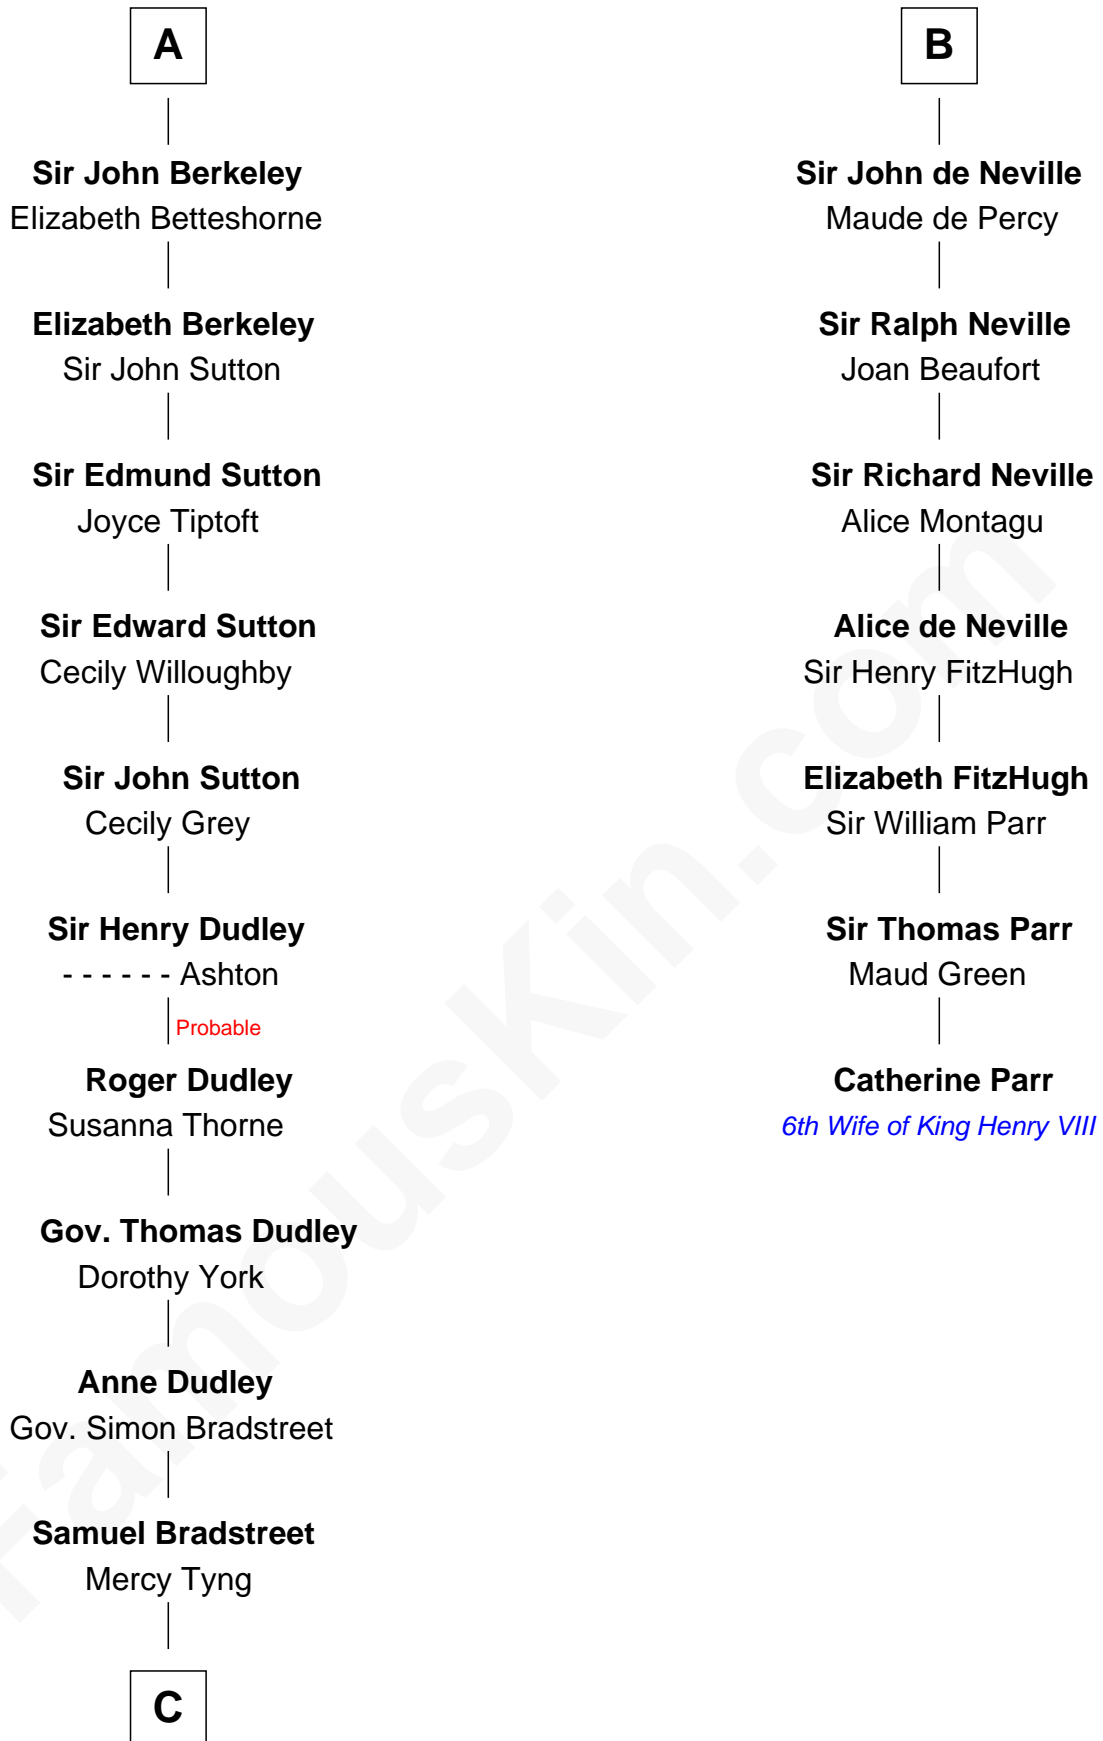 A
Sir John Berkeley
Elizabeth Betteshorne
Elizabeth Berkeley
Sir John Sutton
Sir Edmund Sutton
Joyce Tiptoft
Sir Edward Sutton
Cecily Willoughby
Sir John Sutton
Cecily Grey
Sir Henry Dudley
- - - - - - Ashton
Probable
Roger Dudley
Susanna Thorne
Gov. Thomas Dudley
Dorothy York
Anne Dudley
Gov. Simon Bradstreet
Samuel Bradstreet
Mercy Tyng
C
B
Sir John de Neville
Maude de Percy
Sir Ralph Neville
Joan Beaufort
Sir Richard Neville
Alice Montagu
Alice de Neville
Sir Henry FitzHugh
Elizabeth FitzHugh
Sir William Parr
Sir Thomas Parr
Maud Green
Catherine Parr
6th Wife of King Henry VIII
FamousKin.com